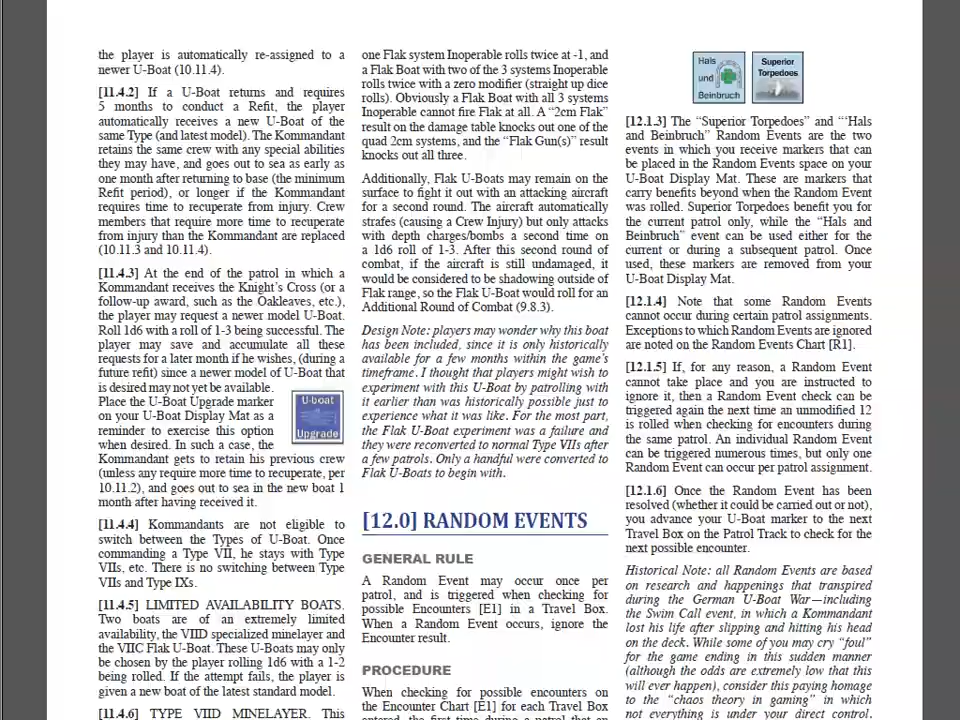 the player is automatically re-assigned to a
newer U-Boat (10.11.4).
[11.4.2] If a U-Boat returns and requires
5 months to conduct a Refit, the player
automatically receives a new U-Boat of the
same Type (and latest model). The Kommandant
retains the same crew with any special abilities
they may have, and goes out to sea as early as
one month after returning to base (the minimum
Refit period), or longer if the Kommandant
requires time to recuperate from injury. Crew
members that require more time to recuperate
from injury than the Kommandant are replaced
(10.11.3 and 10.11.4).
[11.4.3] At the end of the patrol in which a
Kommandant receives the Knight's Cross (or a
follow-up award, such as the Oakleaves, etc.),
the player may request a newer model U-Boat.
Roll 1d6 with a roll of 1-3 being successful. The
player may save and accumulate all these
requests for a later month if he wishes, (during a
future refit) since a newer model of U-Boat that
is desired may not yet be available.
Place the U-Boat Upgrade marker
on your U-Boat Display Mat as a
reminder to exercise this option
when desired. In such a case, the
Kommandant gets to retain his previous crew
(unless any require more time to recuperate, per
10.11.2), and goes out to sea in the new boat 1
month after having received it.
U-boat
Upgrade
[11.4.4] Kommandants are not eligible to
switch between the Types of U-Boat. Once
commanding a Type VII, he stays with Type
VIIs, etc. There is no switching between Type
VIIs and Type IXs.
[11.4.5] LIMITED AVAILABILITY BOATS.
Two boats are of an extremely limited
availability, the VIID specialized minelayer and
the VIIC Flak U-Boat. These U-Boats may only
be chosen by the player rolling 1d6 with a 1-2
being rolled. If the attempt fails, the player is
given a new boat of the latest standard model.
[11.4.6] TYPE VIID MINELAYER. This
one Flak system Inoperable rolls twice at -1, and
a Flak Boat with two of the 3 systems Inoperable
rolls twice with a zero modifier (straight up dice
rolls). Obviously a Flak Boat with all 3 systems
Inoperable cannot fire Flak at all. A “2cm Flak”
result on the damage table knocks out one of the
quad 2cm systems, and the “Flak Gun(s)” result
knocks out all three.
Additionally, Flak U-Boats may remain on the
surface to fight it out with an attacking aircraft
for a second round. The aircraft automatically
strafes (causing a Crew Injury) but only attacks
with depth charges/bombs a second time on
a 1d6 roll of 1-3. After this second round of
combat, if the aircraft is still undamaged, it
would be considered to be shadowing outside of
Flak range, so the Flak U-Boat would roll for an
Additional Round of Combat (9.8.3).
Design Note: players may wonder why this boat
has been included, since it is only historically
available for a few months within the game's
timeframe. I thought that players might wish to
experiment with this U-Boat by patrolling with
it earlier than was historically possible just to
experience what it was like. For the most part,
the Flak U-Boat experiment was a failure and
they were reconverted to normal Type VIIs after
a few patrols. Only a handful were converted to
Flak U-Boats to begin with.
[12.0] RANDOM EVENTS
GENERAL RULE
A Random Event may occur once per
patrol, and is triggered when checking for
possible Encounters [E1] in a Travel Box.
When a Random Event occurs, ignore the
Encounter result.
PROCEDURE
When checking for possible encounters on
the Encounter Chart [E1] for each Travel Box
entered, the first time during a patrol that an
Hals
und
Beinbruch
Superior
Torpedoes
[12.1.3] The “Superior Torpedoes” and “‘Hals
and Beinbruch” Random Events are the two
events in which you receive markers that can
be placed in the Random Events space on your
U-Boat Display Mat. These are markers that
carry benefits beyond when the Random Event
was rolled. Superior Torpedoes benefit you for
the current patrol only, while the “Hals and
Beinbruch” event can be used either for the
current or during a subsequent patrol. Once
used, these markers are removed from your
U-Boat Display Mat.
[12.1.4] Note that some Random Events
cannot occur during certain patrol assignments.
Exceptions to which Random Events are ignored
are noted on the Random Events Chart [R1].
[12.1.5] If, for any reason, a Random Event
cannot take place and you are instructed to
ignore it, then a Random Event check can be
triggered again the next time an unmodified 12
is rolled when checking for encounters during
the same patrol. An individual Random Event
can be triggered numerous times, but only one
Random Event can occur per patrol assignment.
[12.1.6] Once the Random Event has been
resolved (whether it could be carried out or not),
you advance your U-Boat marker to the next
Travel Box on the Patrol Track to check for the
next possible encounter.
Historical Note: all Random Events are based
on research and happenings that transpired
during the German U-Boat War—including
the Swim Call event, in which a Kommandant
lost his life after slipping and hitting his head
on the deck. While some of you may cry “foul”
for the game ending in this sudden manner
(although the odds are extremely low that this
will ever happen), consider this paying homage
to the “chaos theory in gaming” in which
not everything is under your direct control.